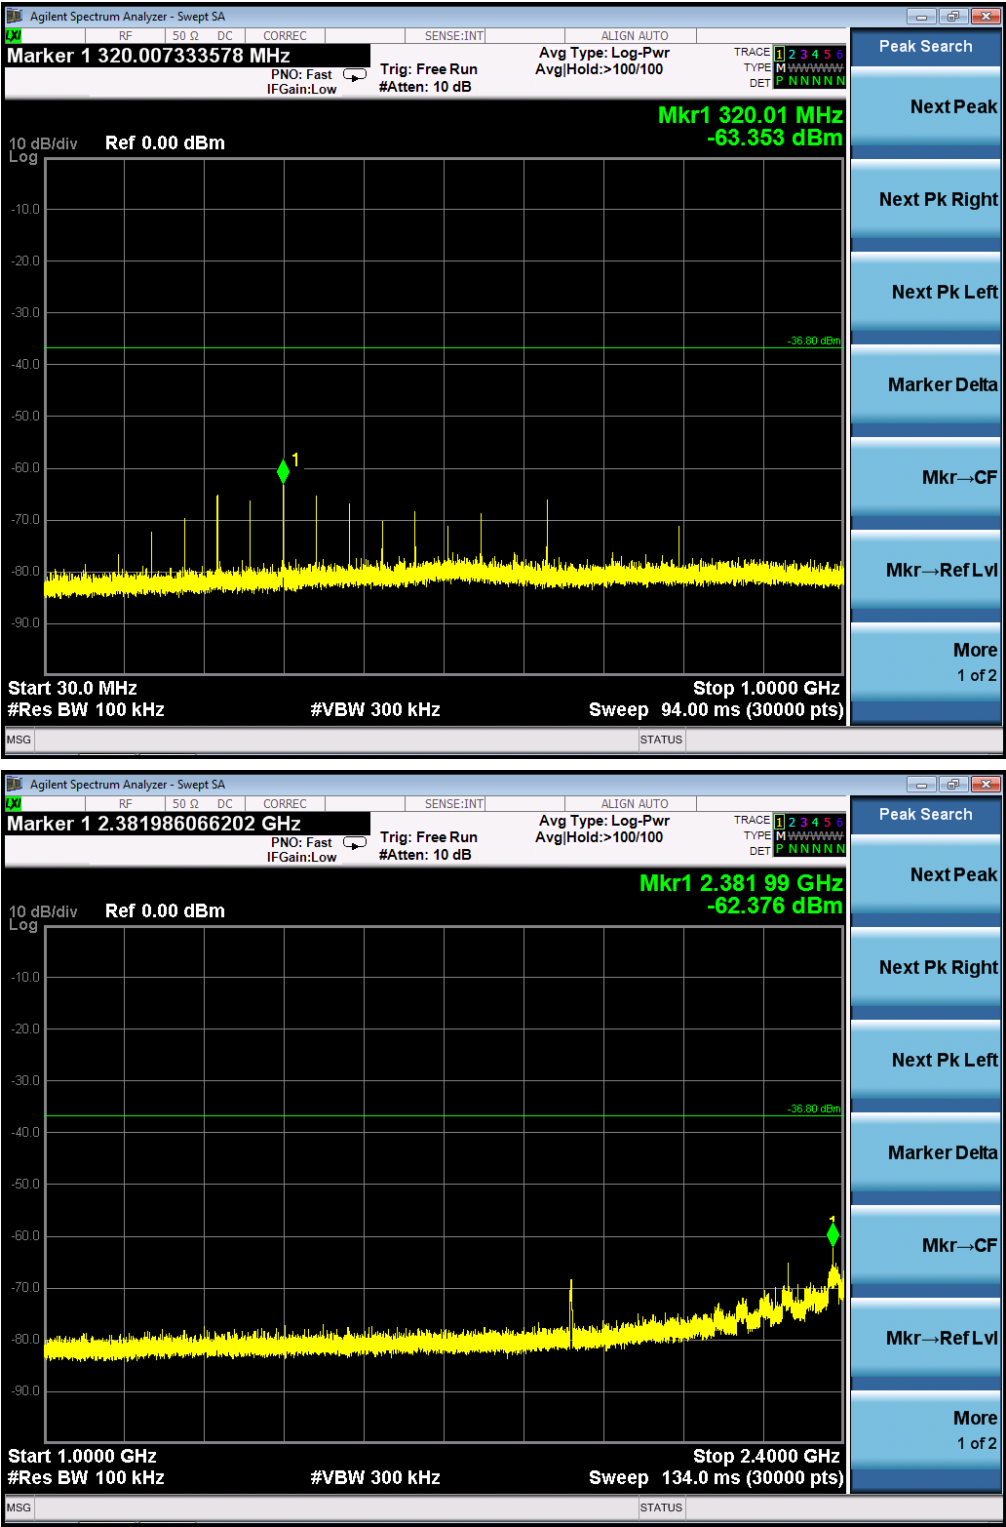 Agilent Spectrum Analyzer - Swept SA
LXI RF 50 Ω DC CORREC SENSE:INT ALIGN AUTO
Marker 1 320.007333578 MHz
PNO: Fast
IFGain:Low
Trig: Free Run
#Atten: 10 dB
Avg Type: Log-Pwr
Avg|Hold:>100/100
TRACE 1 2 3 4 5 6
TYPE M WWWWW
DET P N N N N N
Mkr1 320.01 MHz
-63.353 dBm
10 dB/div Ref 0.00 dBm
Log
-10.0
-20.0
-30.0
-36.80 dBm
-40.0
-50.0
1
-60.0
-70.0
-80.0
-90.0
Start 30.0 MHz Stop 1.0000 GHz
#Res BW 100 kHz #VBW 300 kHz Sweep 94.00 ms (30000 pts)
MSG STATUS
Peak Search
Next Peak
Next Pk Right
Next Pk Left
Marker Delta
Mkr→CF
Mkr→Ref Lvl
More
1 of 2
Agilent Spectrum Analyzer - Swept SA
LXI RF 50 Ω DC CORREC SENSE:INT ALIGN AUTO
Marker 1 2.381986066202 GHz
PNO: Fast
IFGain:Low
Trig: Free Run
#Atten: 10 dB
Avg Type: Log-Pwr
Avg|Hold:>100/100
TRACE 1 2 3 4 5 6
TYPE M WWWWW
DET P N N N N N
Mkr1 2.381 99 GHz
-62.376 dBm
10 dB/div Ref 0.00 dBm
Log
-10.0
-20.0
-30.0
-36.80 dBm
-40.0
-50.0
1
-60.0
-70.0
-80.0
-90.0
Start 1.0000 GHz Stop 2.4000 GHz
#Res BW 100 kHz #VBW 300 kHz Sweep 134.0 ms (30000 pts)
MSG STATUS
Peak Search
Next Peak
Next Pk Right
Next Pk Left
Marker Delta
Mkr→CF
Mkr→Ref Lvl
More
1 of 2